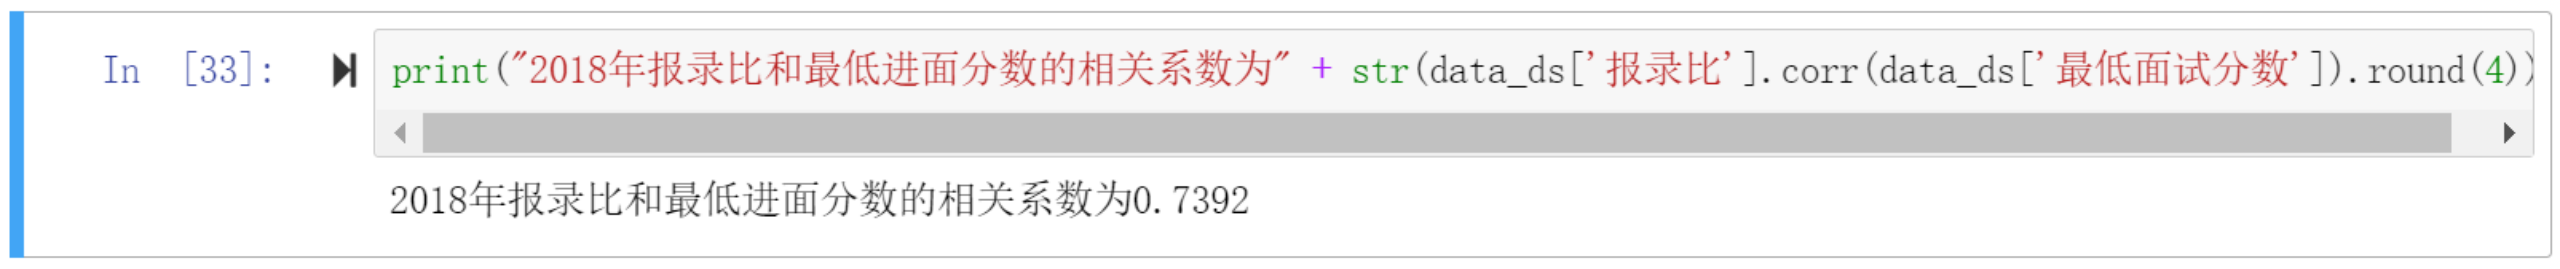 In [33]: print("2018年报录比和最低进面分数的相关系数为" + str(data_ds['报录比'].corr(data_ds['最低面试分数']).round(4))
2018年报录比和最低进面分数的相关系数为0.7392